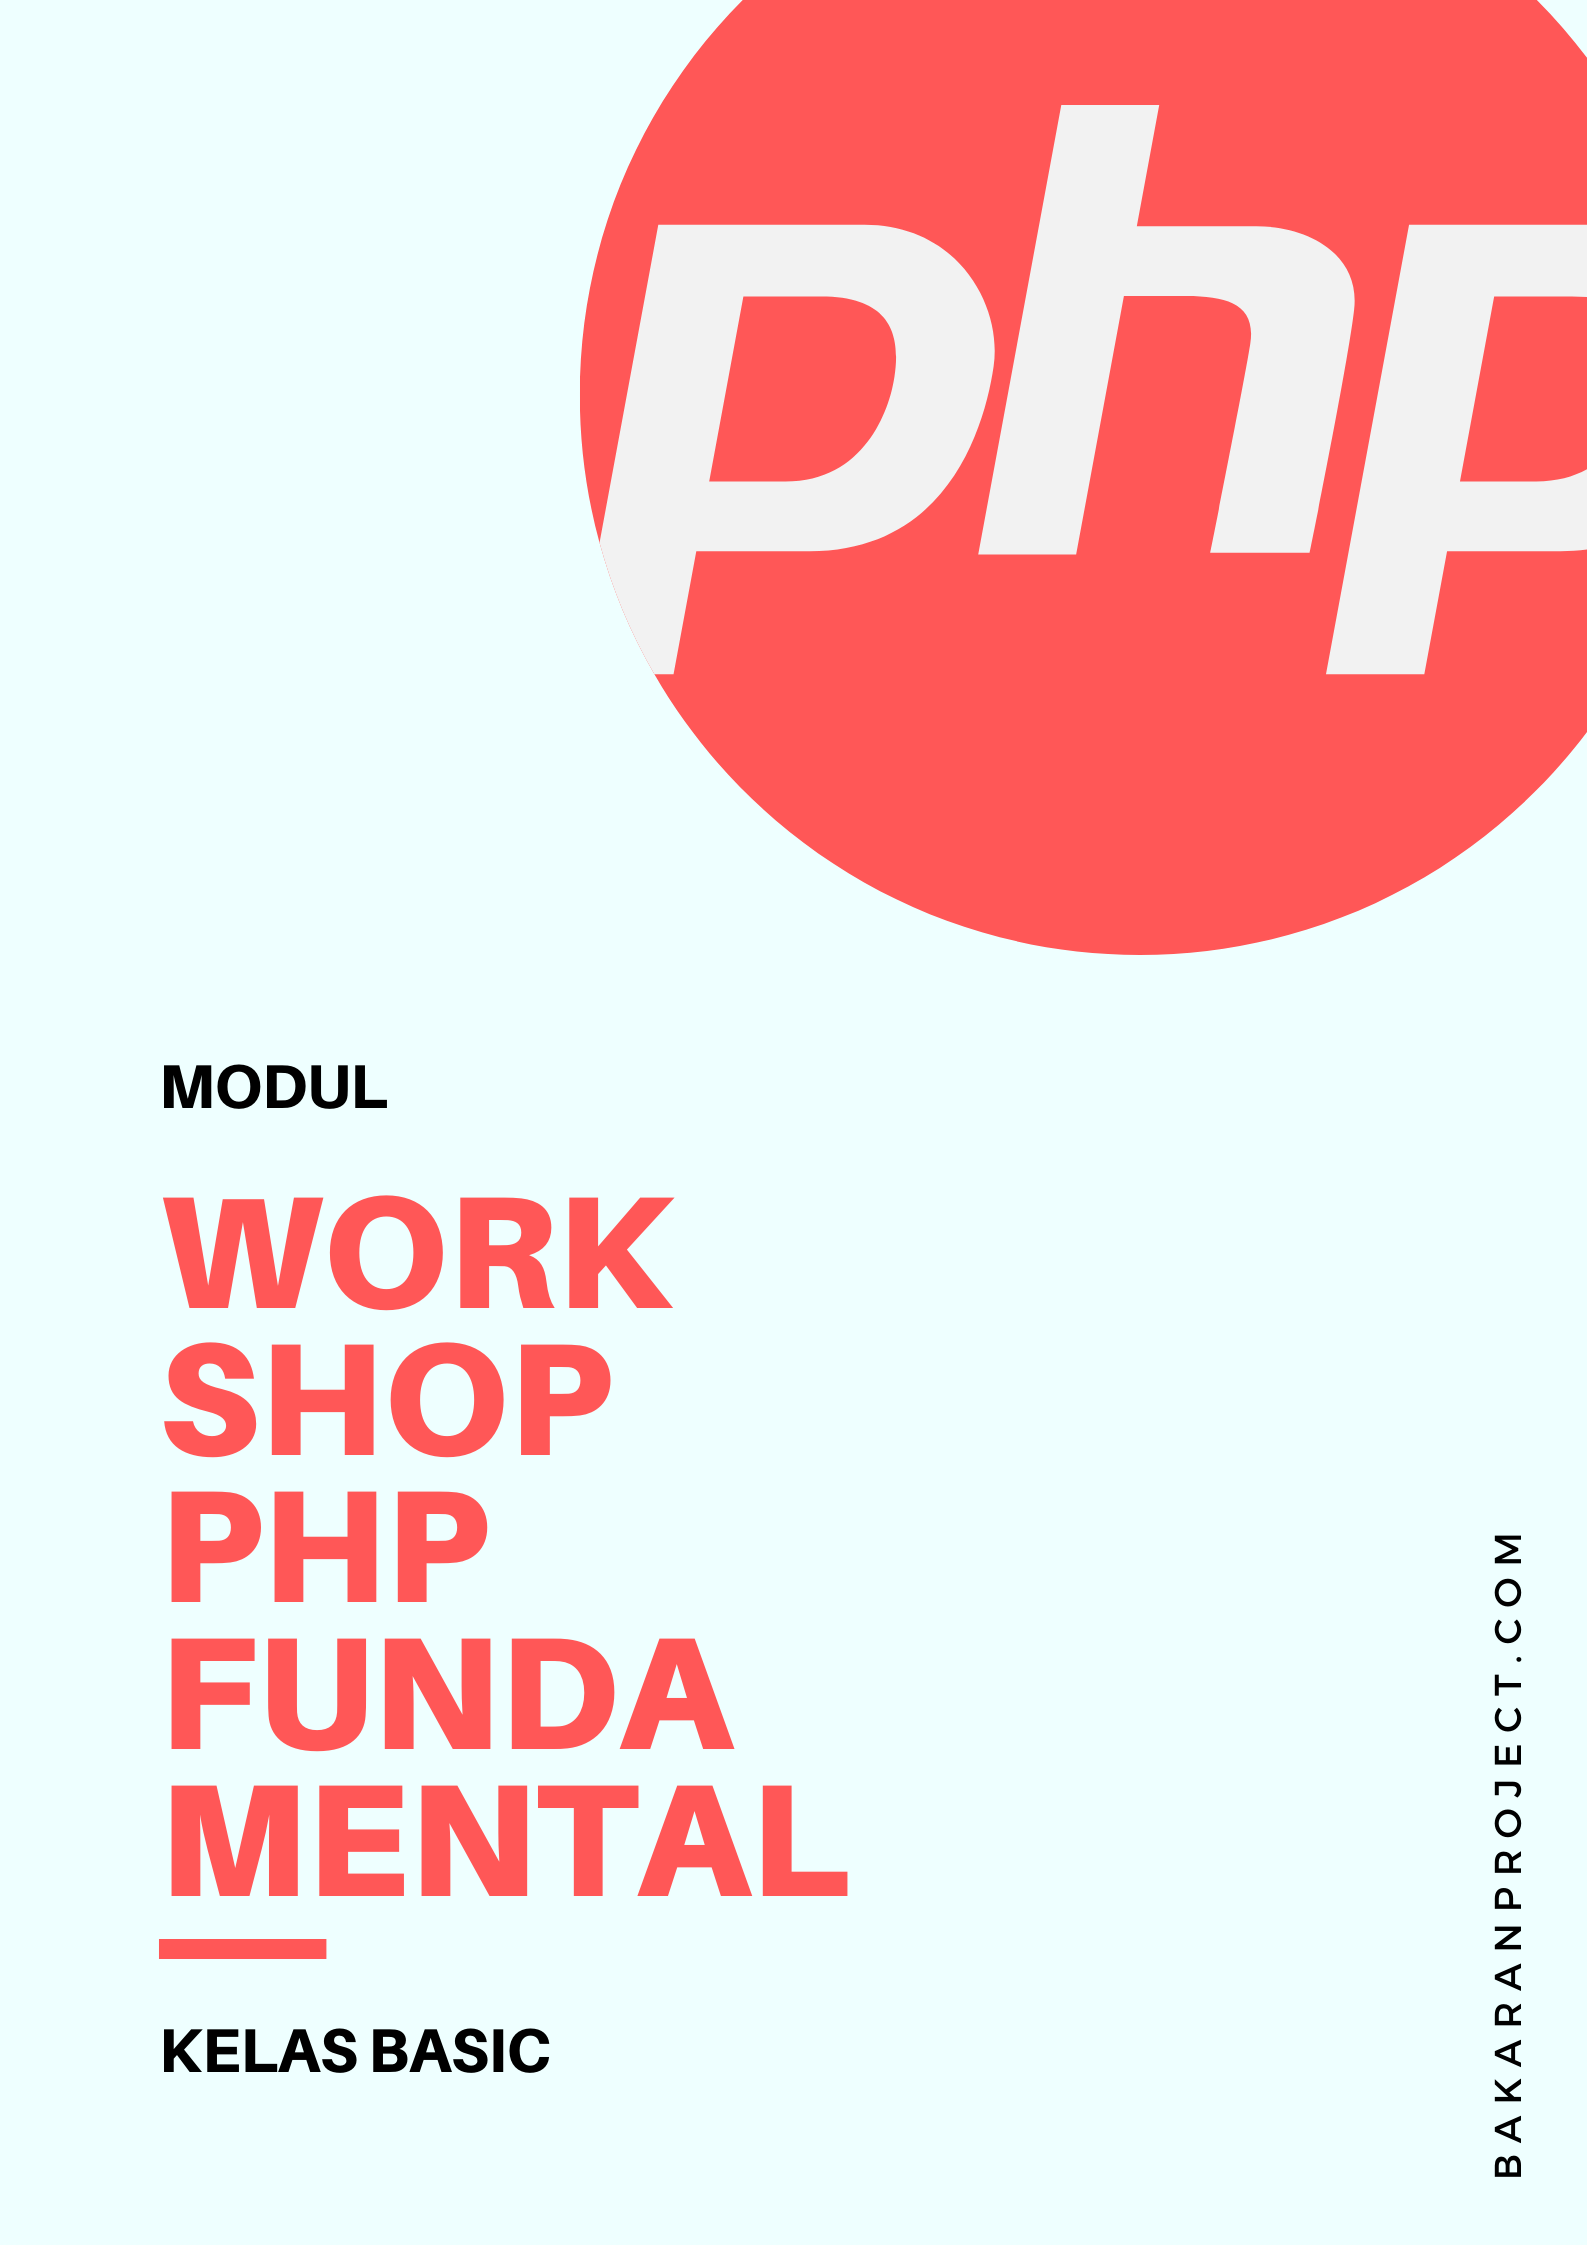 php
MODUL
WORK
SHOP
PHP
FUNDA
MENTAL
KELAS BASIC
BAKARANPROJECT.COM